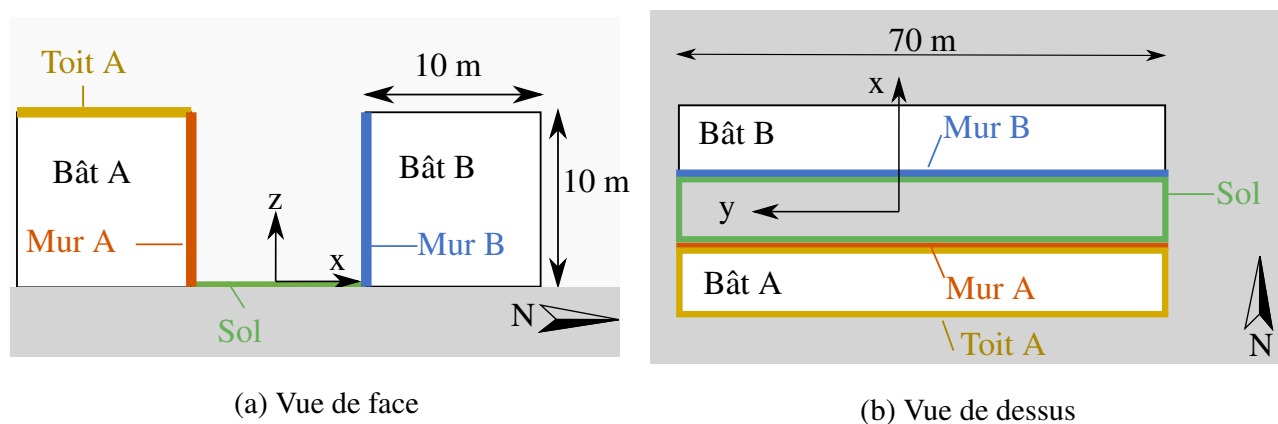 Toit A
10 m
Bât A
Bât B
10 m
z
Mur A
x
Mur B
N
Sol
(a) Vue de face
70 m
x
Bât B
Mur B
y
Sol
Bât A
Mur A
Toit A
N
(b) Vue de dessus